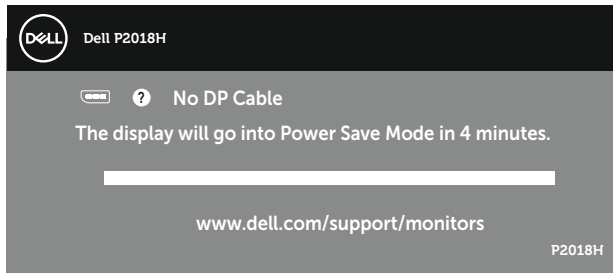 DELL Dell P2018H
? No DP Cable
The display will go into Power Save Mode in 4 minutes.
www.dell.com/support/monitors
P2018H